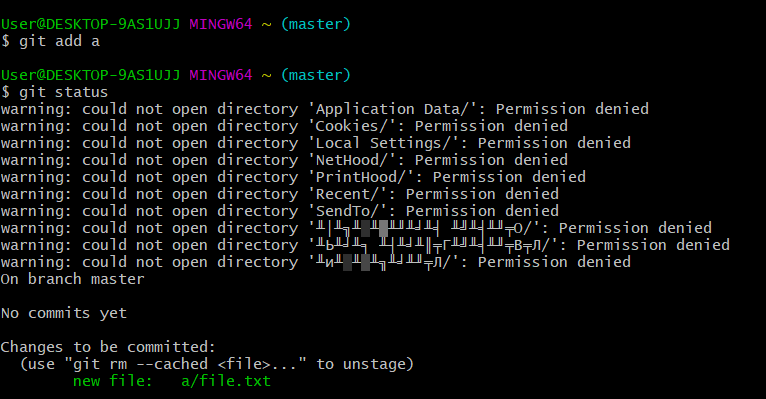 User@DESKTOP-9AS1UJJ MINGW64 ~ (master)
$ git add a
User@DESKTOP-9AS1UJJ MINGW64 ~ (master)
$ git status
warning: could not open directory 'Application Data/': Permission denied
warning: could not open directory 'Cookies/': Permission denied
warning: could not open directory 'Local Settings/': Permission denied
warning: could not open directory 'NetHood/': Permission denied
warning: could not open directory 'PrintHood/': Permission denied
warning: could not open directory 'Recent/': Permission denied
warning: could not open directory 'SendTo/': Permission denied
warning: could not open directory Permission denied
warning: could not open directory Permission denied
warning: could not open directory Permission denied
On branch master
No commits yet
Changes to be committed:
(use "git rm --cached <file>..." to unstage)
new file: a/file.txt